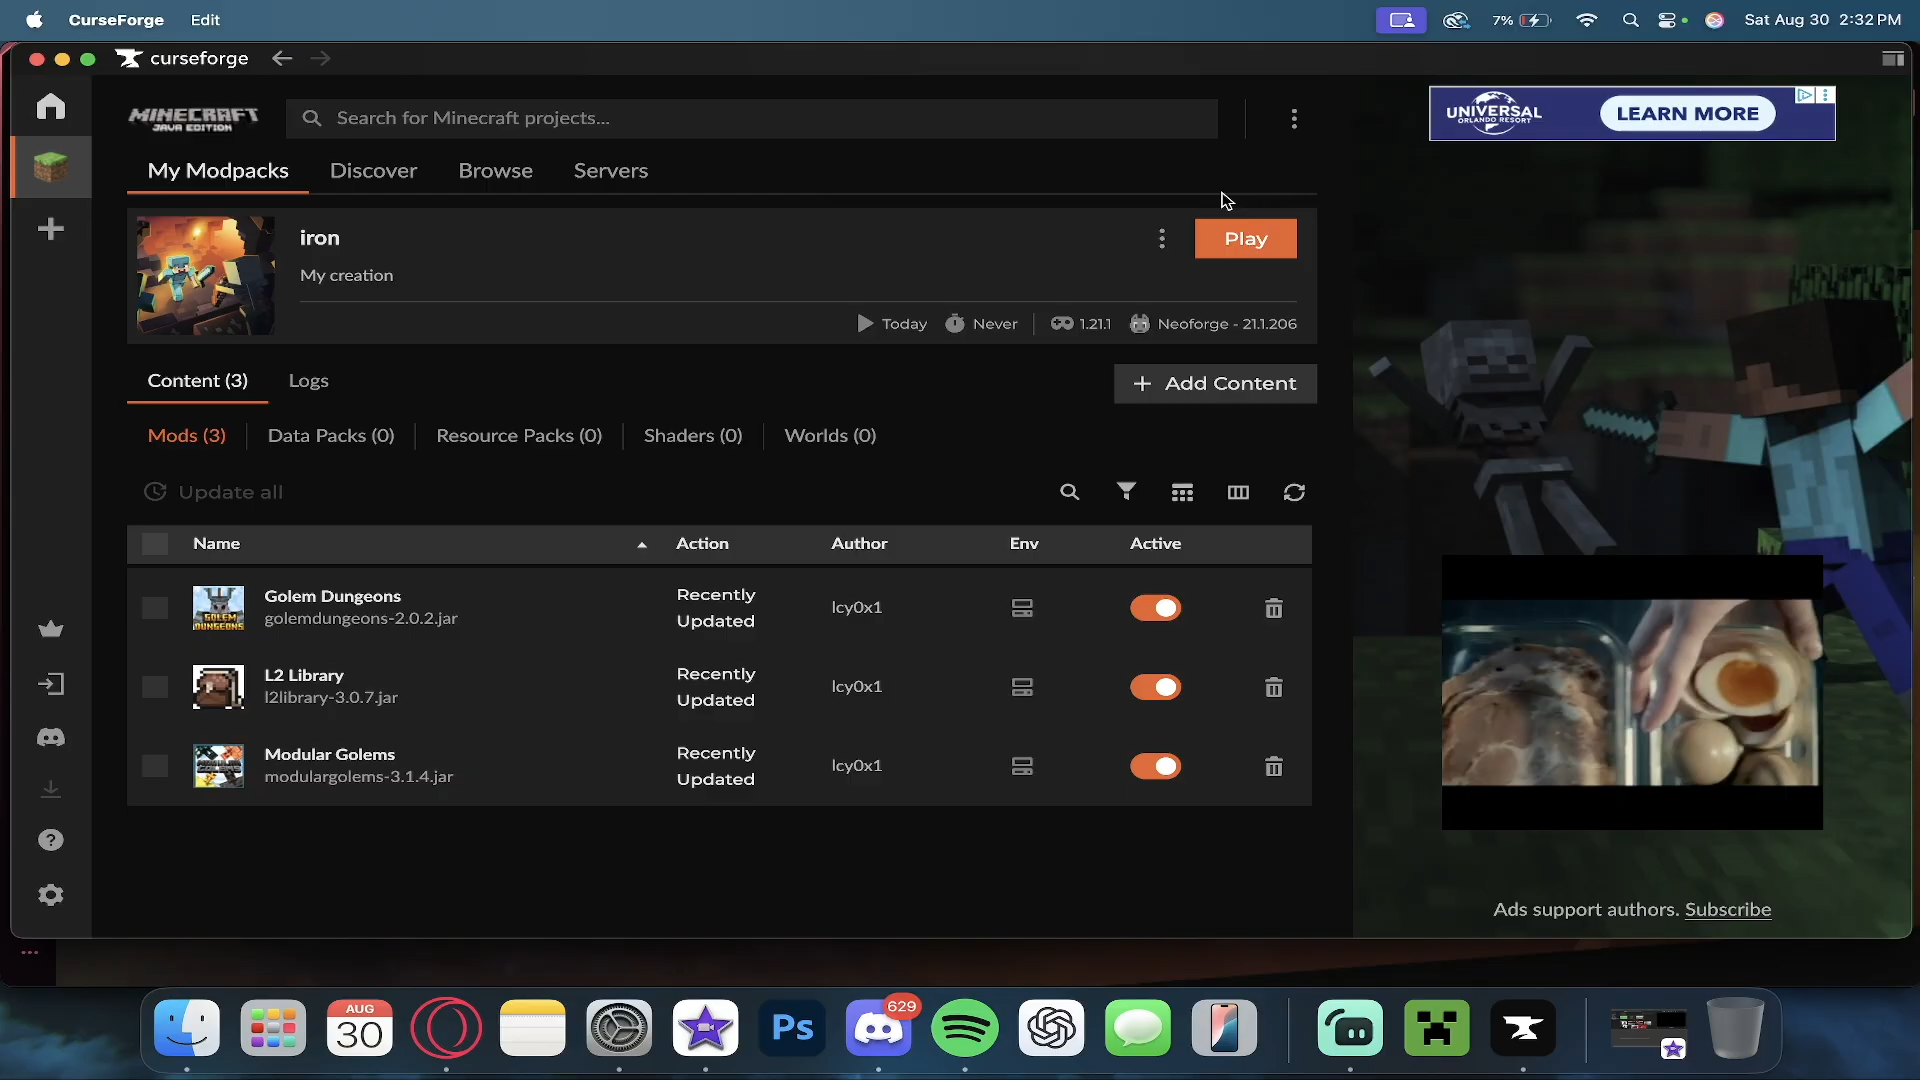 CurseForge Edit 7% Sat Aug 30 2:32 PM
curseforge
MINECRAFT
JAVA EDITION
Search for Minecraft projects...
UNIVERSAL
ORLANDO RESORT
LEARN MORE
My Modpacks Discover Browse Servers
iron
Play
My creation
Today Never 1.21.1 Neoforge - 21.1.206
Content (3) Logs
+ Add Content
Mods (3) Data Packs (0) Resource Packs (0) Shaders (0) Worlds (0)
Update all
Name Action Author Env Active
Golem Dungeons
golemdungeons-2.0.2.jar
Recently
Updated
lcy0x1
GOLEM
DUNGEONS
L2 Library
l2library-3.0.7.jar
Recently
Updated
lcy0x1
Modular Golems
modulargolems-3.1.4.jar
Recently
Updated
lcy0x1
Ads support authors. Subscribe
AUG
30
Ps
629